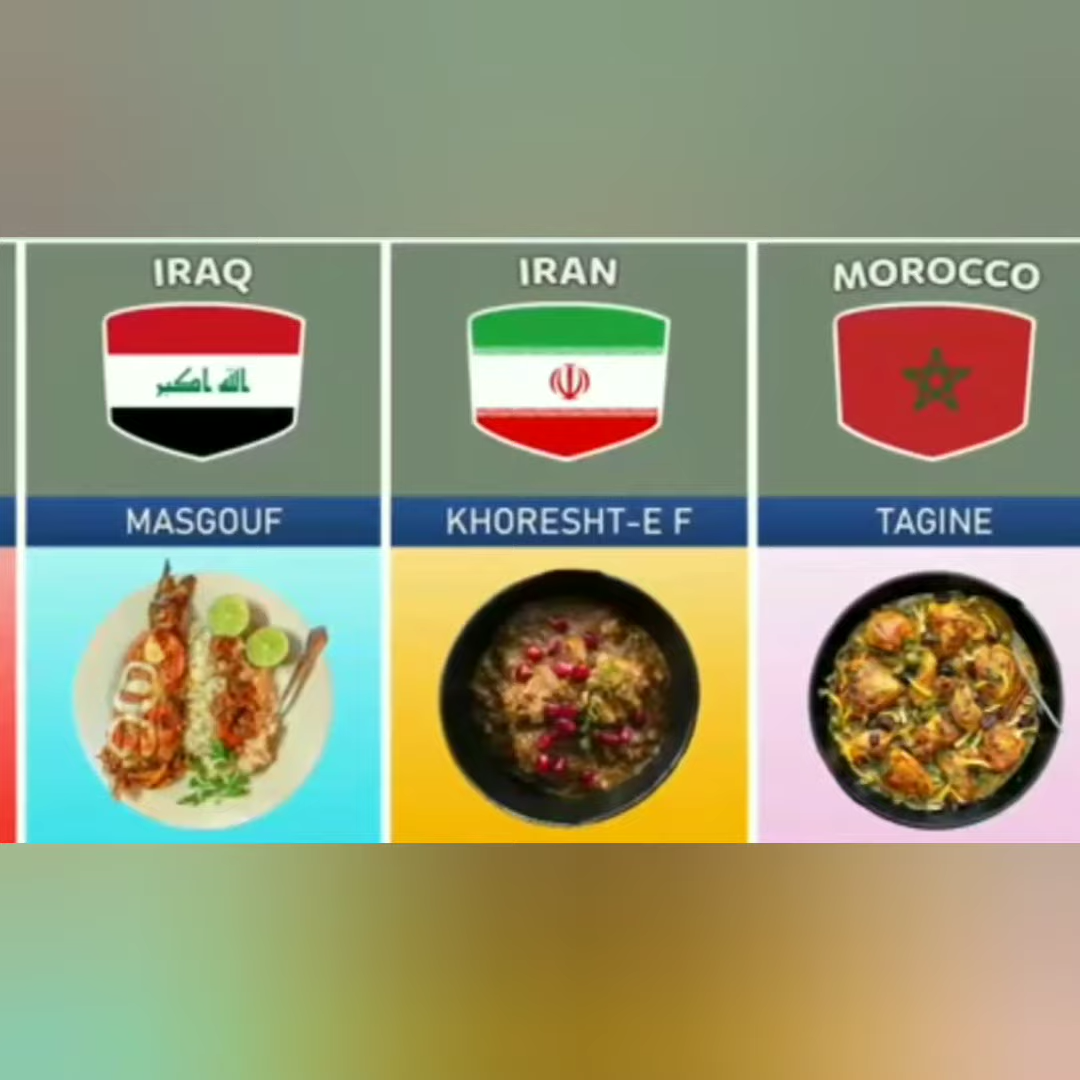 IRAQ
IRAN
MOROCCO
الله اكبر
MASGOUF
KHORESHT-E F
TAGINE